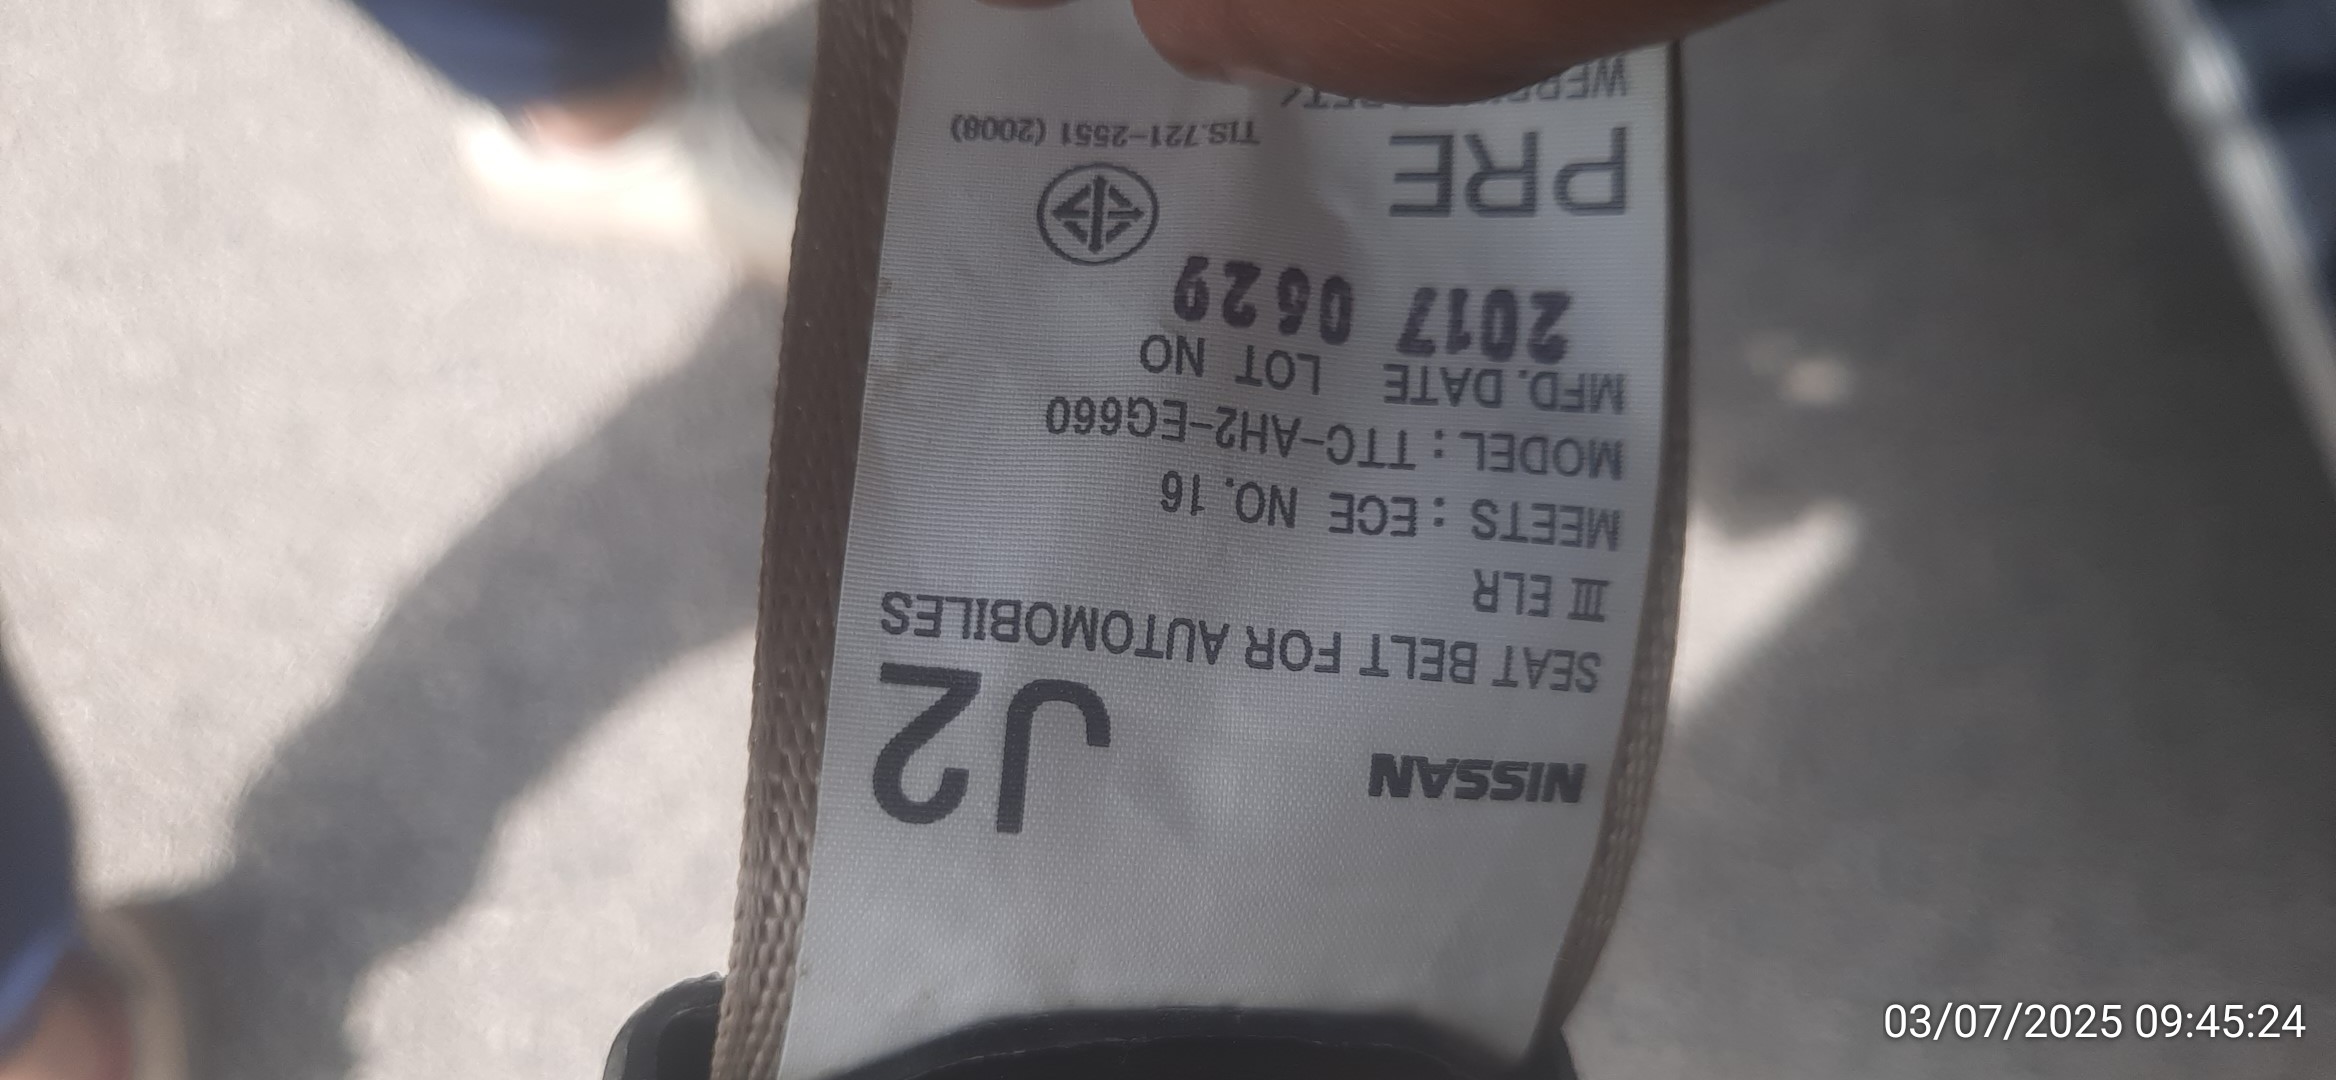 NISSAN J2
SEAT BELT FOR AUTOMOBILES
III ELR
MEETS : ECE NO. 16
MODEL : TTC-AH2-EG660
MFD. DATE LOT NO
2017 0629
PRE
TIS.721-2551 (2008)
03/07/2025 09:45:24